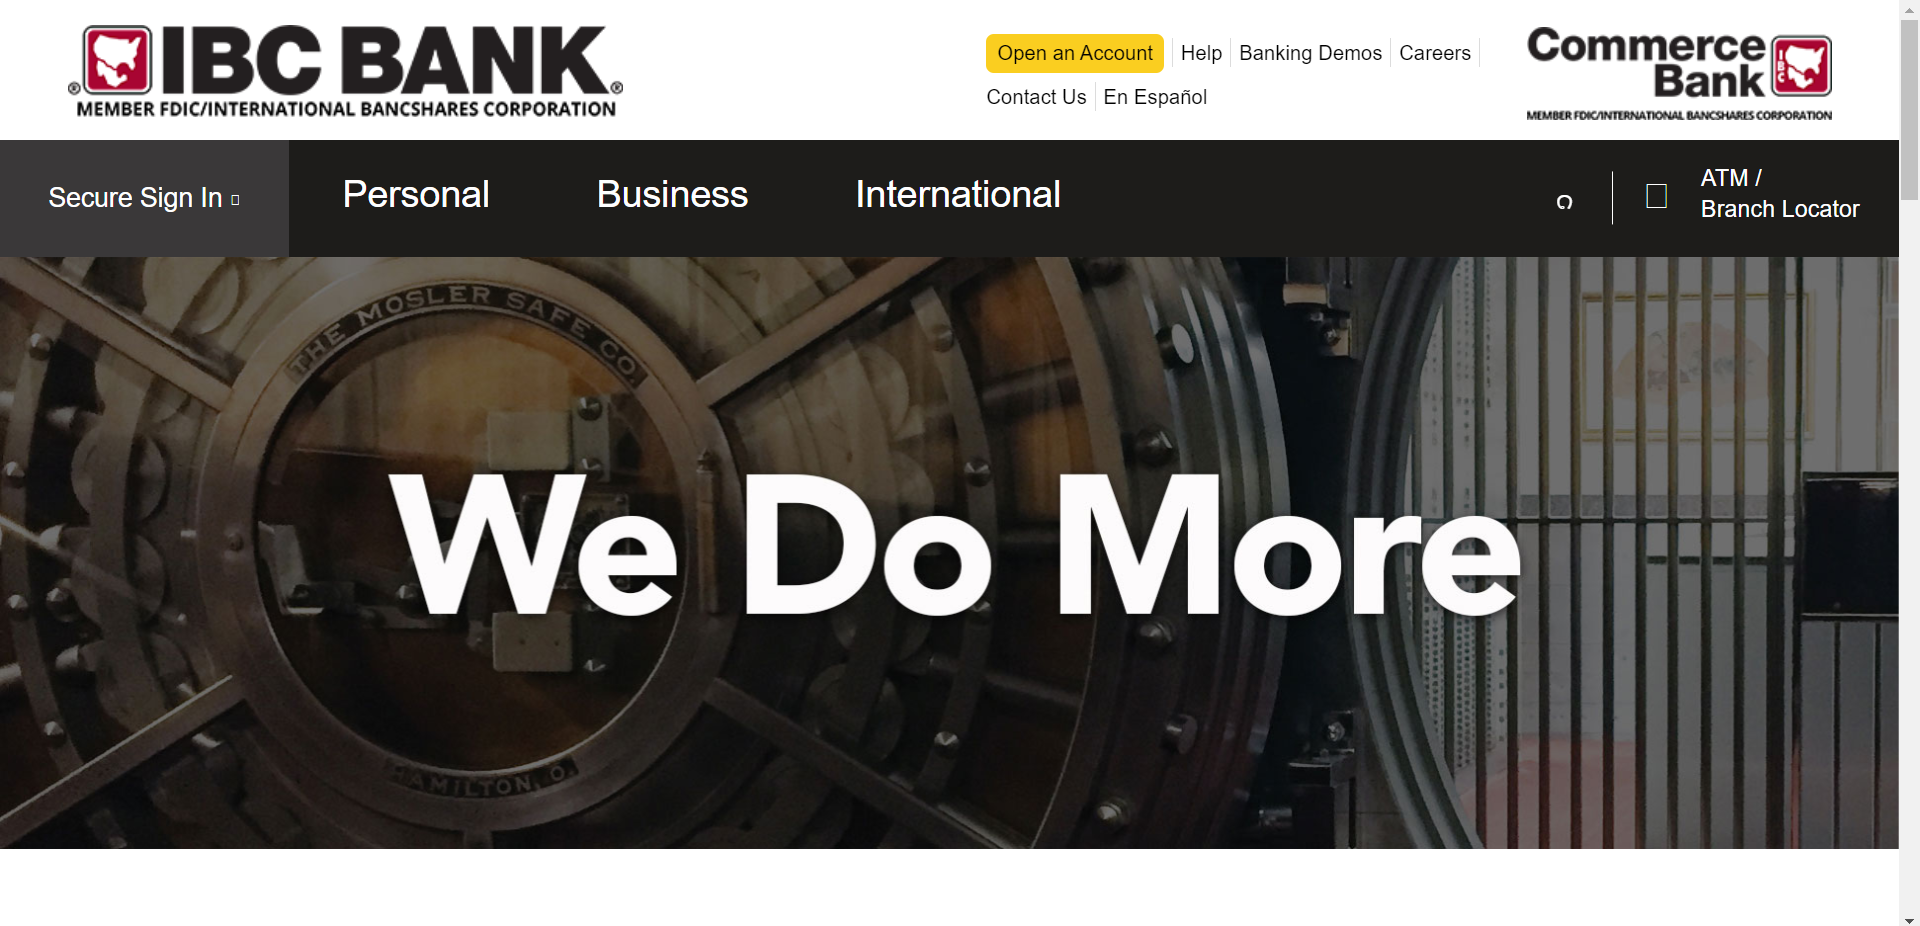 IBC BANK
MEMBER FDIC/INTERNATIONAL BANCSHARES CORPORATION
Open an Account
Help
Banking Demos
Careers
Contact Us
En Español
Commerce
Bank
IBC
MEMBER FDIC/INTERNATIONAL BANCSHARES CORPORATION
Secure Sign In
Personal
Business
International
ATM /
Branch Locator
THE MOSLER SAFE CO.
We Do More
HAMILTON, O.